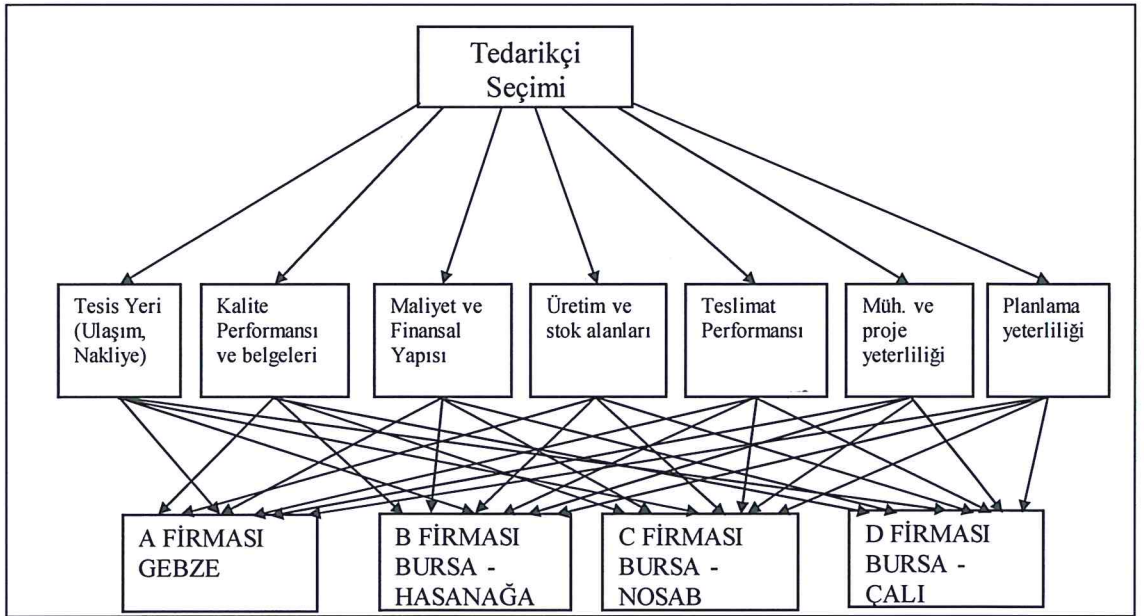 Tedarikçi
Seçimi
Tesis Yeri
(Ulaşım,
Nakliye)
Kalite
Performansı
ve belgeleri
Maliyet ve
Finansal
Yapısı
Üretim ve
stok alanları
Teslimat
Performansı
Müh. ve
proje
yeterliliği
Planlama
yeterliliği
A FİRMASI
GEBZE
B FİRMASI
BURSA -
HASANAĞA
C FİRMASI
BURSA -
NOSAB
D FİRMASI
BURSA -
ÇALI